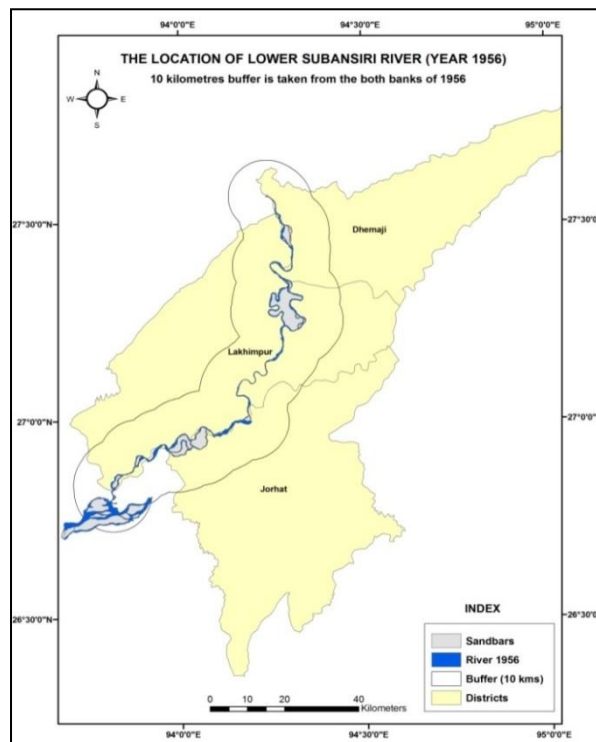 94°0'0"E 94°30'0"E 95°0'0"E
THE LOCATION OF LOWER SUBANSIRI RIVER (YEAR 1956)
10 kilometres buffer is taken from the both banks of 1956
N
W E
S
27°30'0"N 27°30'0"N
Dhemaji
Lakhimpur
27°0'0"N 27°0'0"N
Jorhat
26°30'0"N 26°30'0"N
INDEX
Sandbars
River 1956
Buffer (10 kms)
Districts
0 5 10 20 30 40
Kilometers
94°0'0"E 94°30'0"E 95°0'0"E